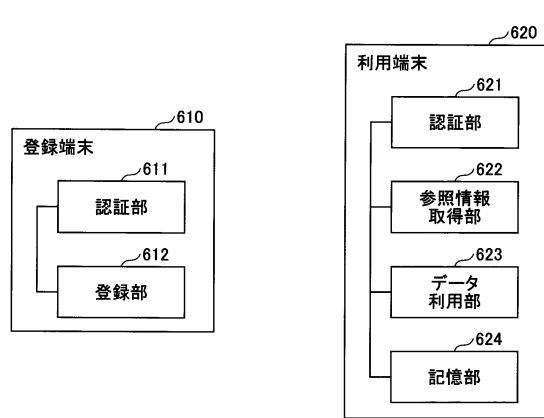 610
登録端末
611
認証部
612
登録部
620
利用端末
621
認証部
622
参照情報
取得部
623
データ
利用部
624
記憶部